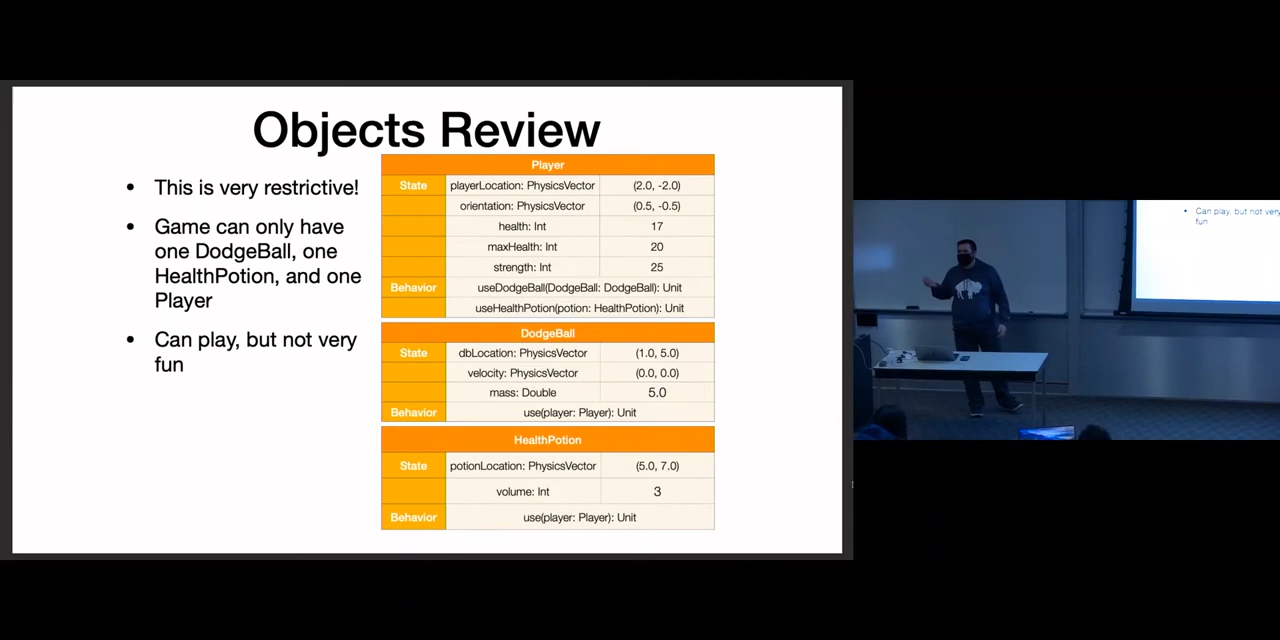 Objects Review
• This is very restrictive!
• Game can only have
one DodgeBall, one
HealthPotion, and one
Player
• Can play, but not very
fun
Player
State playerLocation: PhysicsVector (2.0, -2.0)
orientation: PhysicsVector (0.5, -0.5)
health: Int 17
maxHealth: Int 20
strength: Int 25
Behavior useDodgeBall(DodgeBall: DodgeBall): Unit
useHealthPotion(potion: HealthPotion): Unit
DodgeBall
State dbLocation: PhysicsVector (1.0, 5.0)
velocity: PhysicsVector (0.0, 0.0)
mass: Double 5.0
Behavior use(player: Player): Unit
HealthPotion
State potionLocation: PhysicsVector (5.0, 7.0)
volume: Int 3
Behavior use(player: Player): Unit
• Can play, but not very
fun